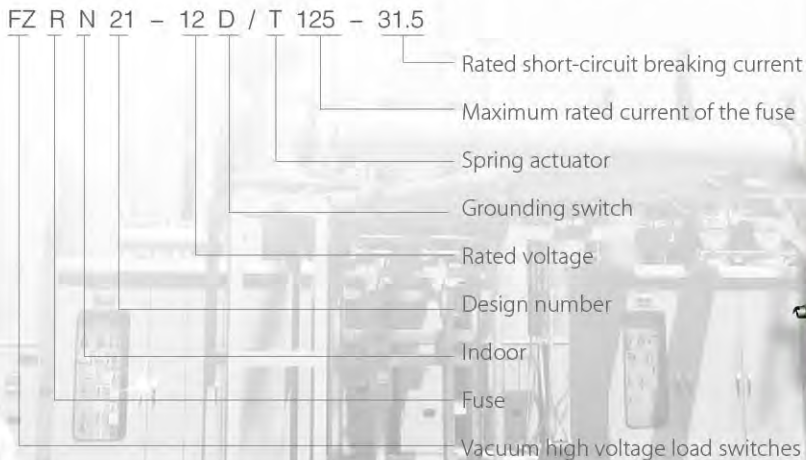 FZ R N 21 – 12 D / T 125 – 31.5
Rated short-circuit breaking current
Maximum rated current of the fuse
Spring actuator
Grounding switch
Rated voltage
Design number
Indoor
Fuse
Vacuum high voltage load switches